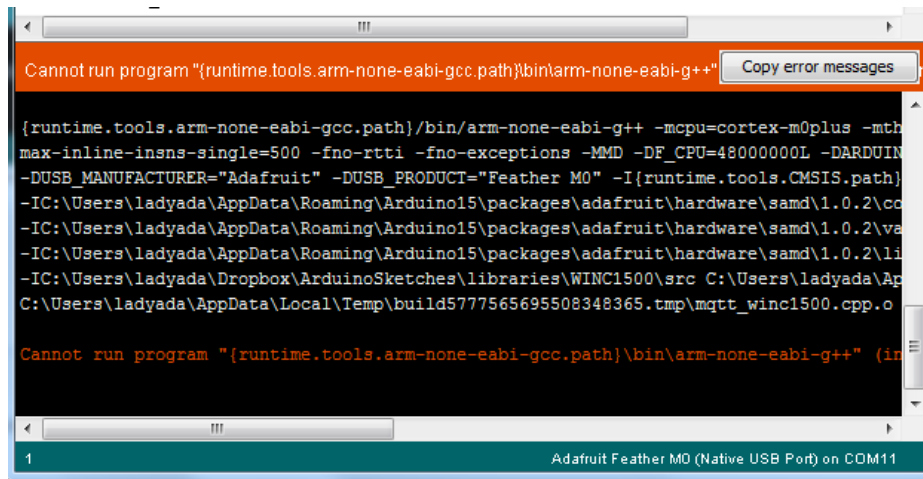 Cannot run program "{runtime.tools.arm-none-eabi-gcc.path}\bin\arm-none-eabi-g++" Copy error messages
{runtime.tools.arm-none-eabi-gcc.path}/bin/arm-none-eabi-g++ -mcpu=cortex-m0plus -mth
max-inline-insns-single=500 -fno-rtti -fno-exceptions -MMD -DF_CPU=48000000L -DARDUIN
-DUSB_MANUFACTURER="Adafruit" -DUSB_PRODUCT="Feather M0" -I{runtime.tools.CMSIS.path}
-IC:\Users\ladyada\AppData\Roaming\Arduino15\packages\adafruit\hardware\samd\1.0.2\co
-IC:\Users\ladyada\AppData\Roaming\Arduino15\packages\adafruit\hardware\samd\1.0.2\va
-IC:\Users\ladyada\AppData\Roaming\Arduino15\packages\adafruit\hardware\samd\1.0.2\li
-IC:\Users\ladyada\Dropbox\ArduinoSketches\libraries\WINC1500\src C:\Users\ladyada\Ap
C:\Users\ladyada\AppData\Local\Temp\build5777565695508348365.tmp\mqtt_winc1500.cpp.o
Cannot run program "{runtime.tools.arm-none-eabi-gcc.path}\bin\arm-none-eabi-g++" (in
1 Adafruit Feather M0 (Native USB Port) on COM11